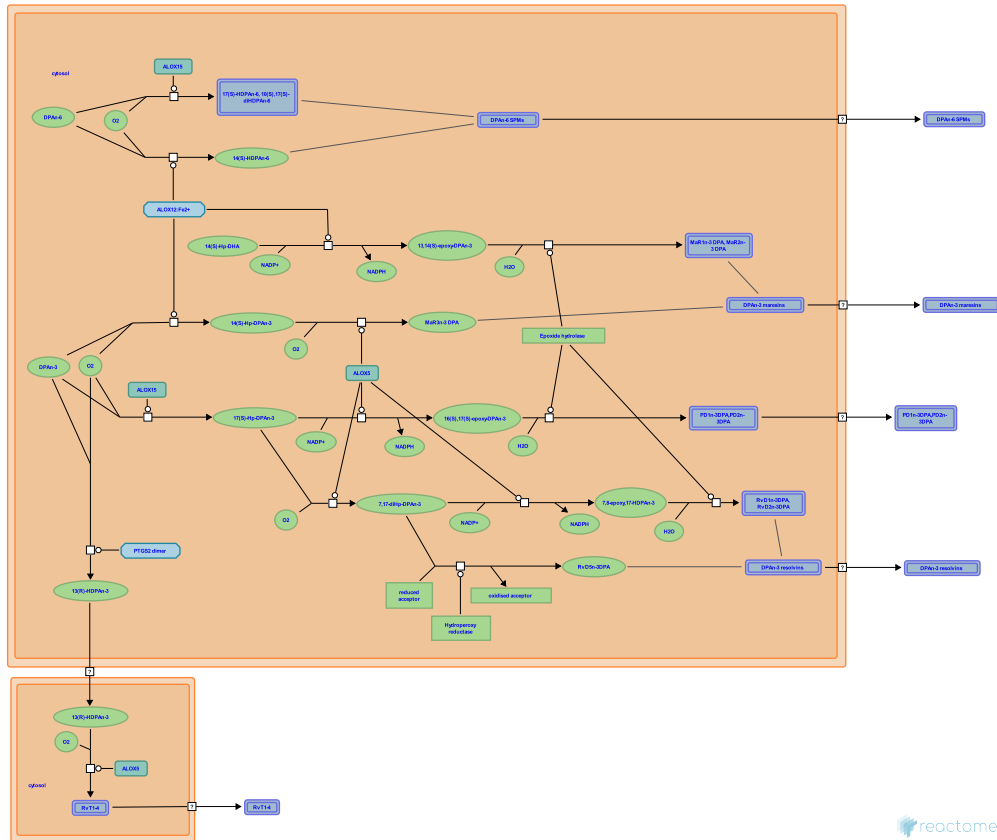 ALOX15
cytosol
17(S)-HDPAn-6, 10(S),17(S)-
diHDPAn-6
DPAn-6
O2
DPAn-6 SPMs
DPAn-6 SPMs
?
14(S)-HDPAn-6
ALOX12:Fe2+
14(S)-Hp-DHA
NADP+
NADPH
13,14(S)-epoxy-DPAn-3
H2O
MaR1n-3 DPA, MaR2n-
3 DPA
DPAn-3 maresins
?
DPAn-3 maresins
14(S)-Hp-DPAn-3
O2
MaR3n-3 DPA
Epoxide hydrolase
DPAn-3
O2
ALOX5
ALOX15
17(S)-Hp-DPAn-3
NADP+
NADPH
16(S),17(S)-epoxy-DPAn-3
H2O
PD1n-3DPA,PD2n-
3DPA
?
PD1n-3DPA,PD2n-
3DPA
O2
7,17-diHp-DPAn-3
NADP+
NADPH
7,8-epoxy,17-HDPAn-3
H2O
RvD1n-3DPA,
RvD2n-3DPA
PTGS2 dimer
RvD5n-3DPA
DPAn-3 resolvins
?
DPAn-3 resolvins
13(R)-HDPAn-3
reduced
acceptor
oxidised acceptor
Hydroperoxy
reductase
?
13(R)-HDPAn-3
O2
ALOX5
cytosol
RvT1-4
?
RvT1-4
reactome